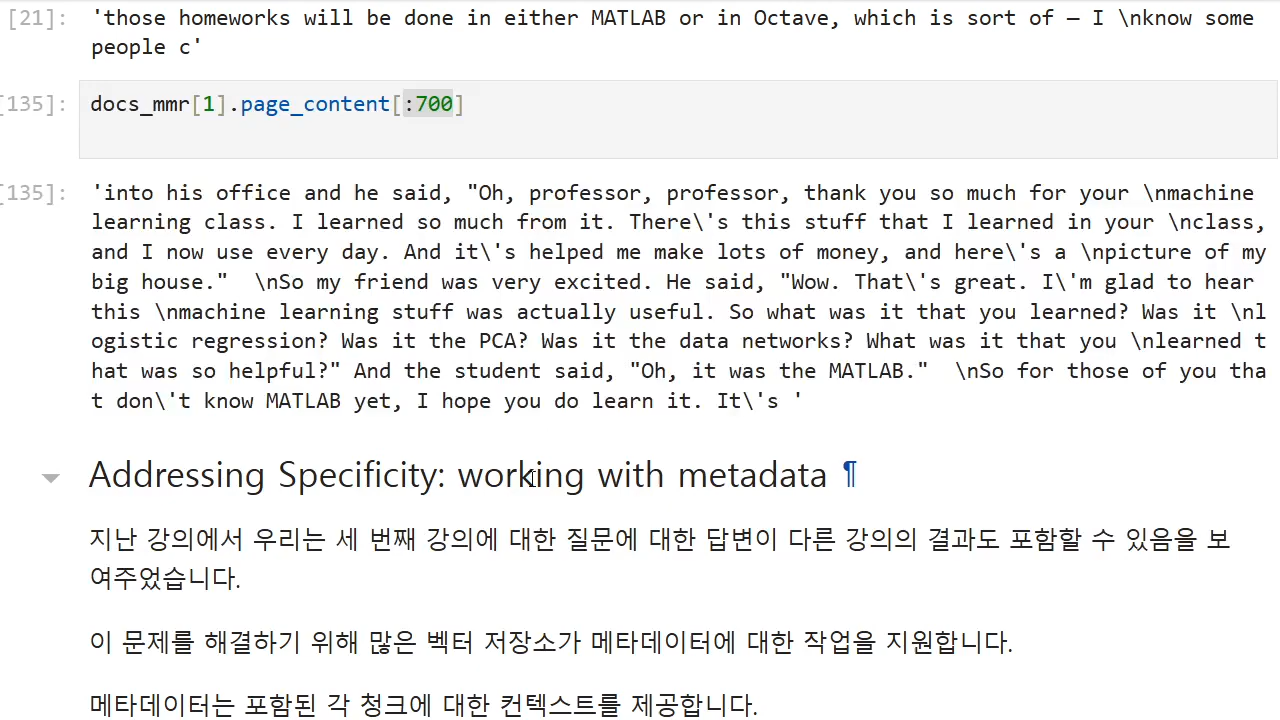 [21]: 'those homeworks will be done in either MATLAB or in Octave, which is sort of — I \nknow some
people c'
[135]: docs_mmr[1].page_content[:700]
[135]: 'into his office and he said, "Oh, professor, professor, thank you so much for your \nmachine
learning class. I learned so much from it. There\'s this stuff that I learned in your \nclass,
and I now use every day. And it\'s helped me make lots of money, and here\'s a \npicture of my
big house."  \nSo my friend was very excited. He said, "Wow. That\'s great. I\'m glad to hear
this \nmachine learning stuff was actually useful. So what was it that you learned? Was it \nl
ogistic regression? Was it the PCA? Was it the data networks? What was it that you \nlearned t
hat was so helpful?" And the student said, "Oh, it was the MATLAB."  \nSo for those of you tha
t don\'t know MATLAB yet, I hope you do learn it. It\'s '
Addressing Specificity: working with metadata ¶
지난 강의에서 우리는 세 번째 강의에 대한 질문에 대한 답변이 다른 강의의 결과도 포함할 수 있음을 보
여주었습니다.
이 문제를 해결하기 위해 많은 벡터 저장소가 메타데이터에 대한 작업을 지원합니다.
메타데이터는 포함된 각 청크에 대한 컨텍스트를 제공합니다.